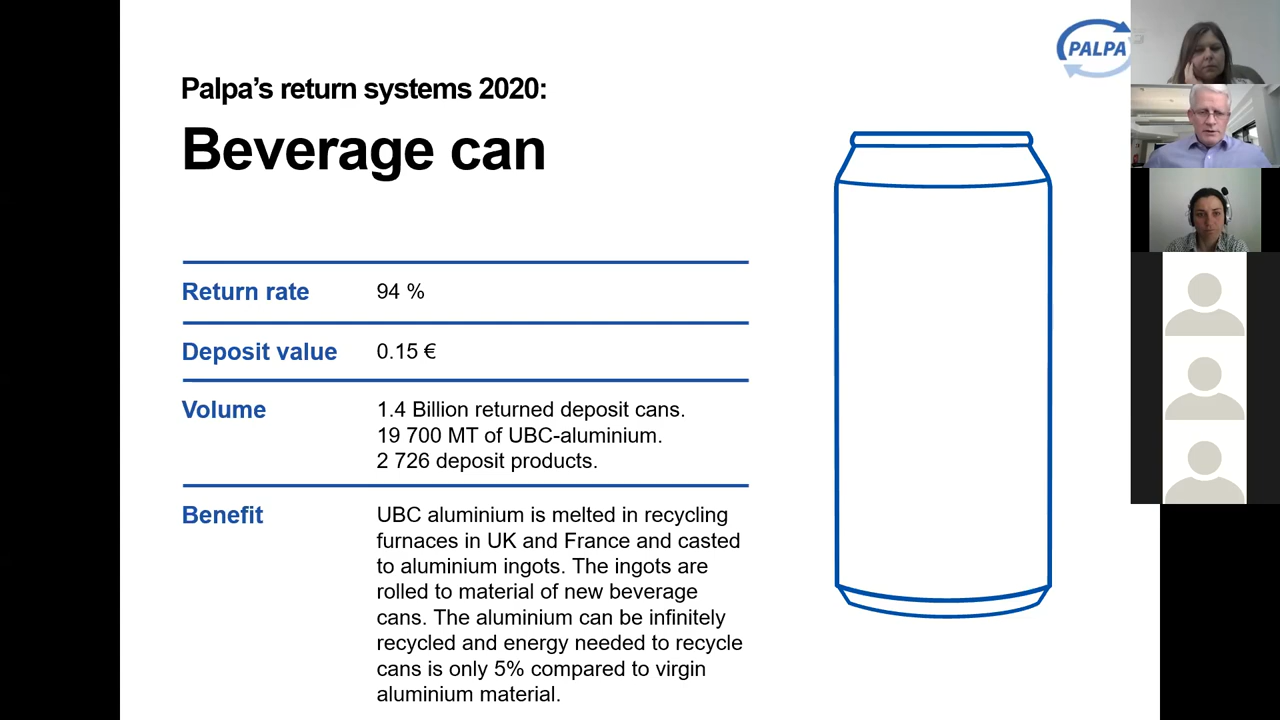 PALPA
Palpa’s return systems 2020:
Beverage can
Return rate 94 %
Deposit value 0.15 €
Volume 1.4 Billion returned deposit cans.
19 700 MT of UBC-aluminium.
2 726 deposit products.
Benefit UBC aluminium is melted in recycling
furnaces in UK and France and casted
to aluminium ingots. The ingots are
rolled to material of new beverage
cans. The aluminium can be infinitely
recycled and energy needed to recycle
cans is only 5% compared to virgin
aluminium material.